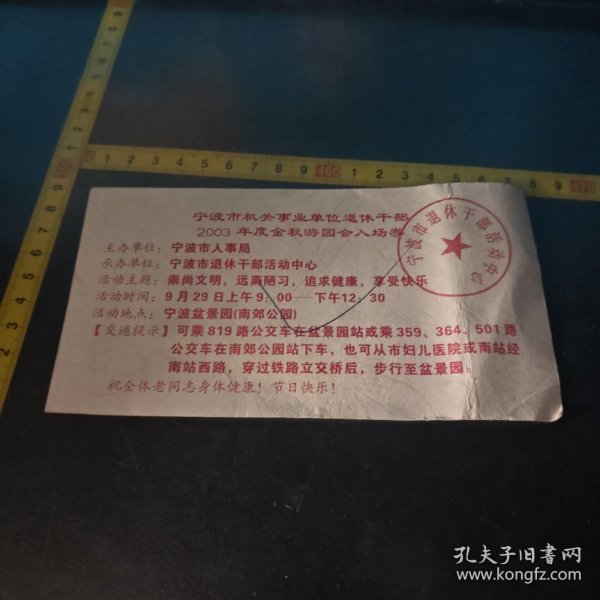 宁波市机关事业单位退休干部
2003 年度金秋游园会入场券
主办单位：宁波市人事局
承办单位：宁波市退休干部活动中心
活动主题：崇尚文明，远离陋习，追求健康，享受快乐
活动时间：9月29日上午9:00——下午12:30
活动地点：宁波盆景园(南郊公园)
【交通提示】可乘819路公交车在盆景园站或乘359、364、501路
公交车在南郊公园站下车，也可从市妇儿医院或南站经
南站西路，穿过铁路立交桥后，步行至盆景园。
祝全体老同志身体健康！节日快乐！
宁波市退休干部活动中心
孔夫子旧书网
www.kongfz.com